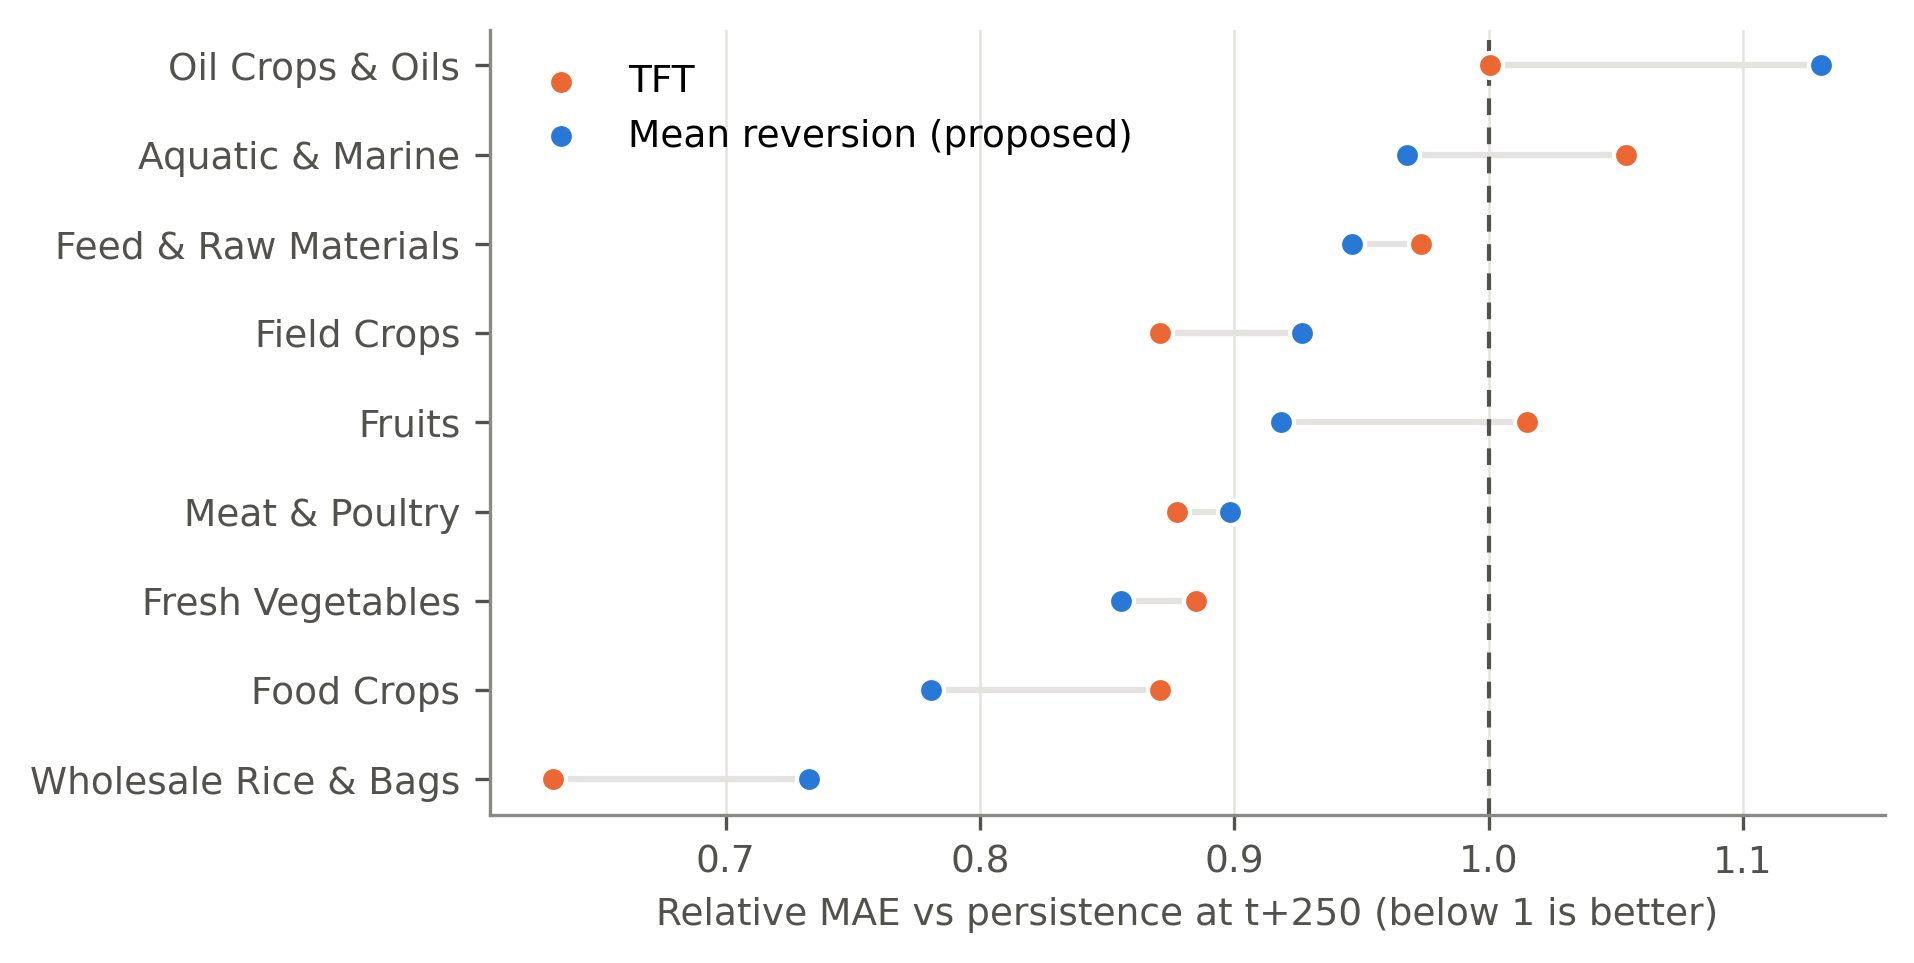 TFT
Mean reversion (proposed)
Oil Crops & Oils
Aquatic & Marine
Feed & Raw Materials
Field Crops
Fruits
Meat & Poultry
Fresh Vegetables
Food Crops
Wholesale Rice & Bags
0.7 0.8 0.9 1.0 1.1
Relative MAE vs persistence at t+250 (below 1 is better)